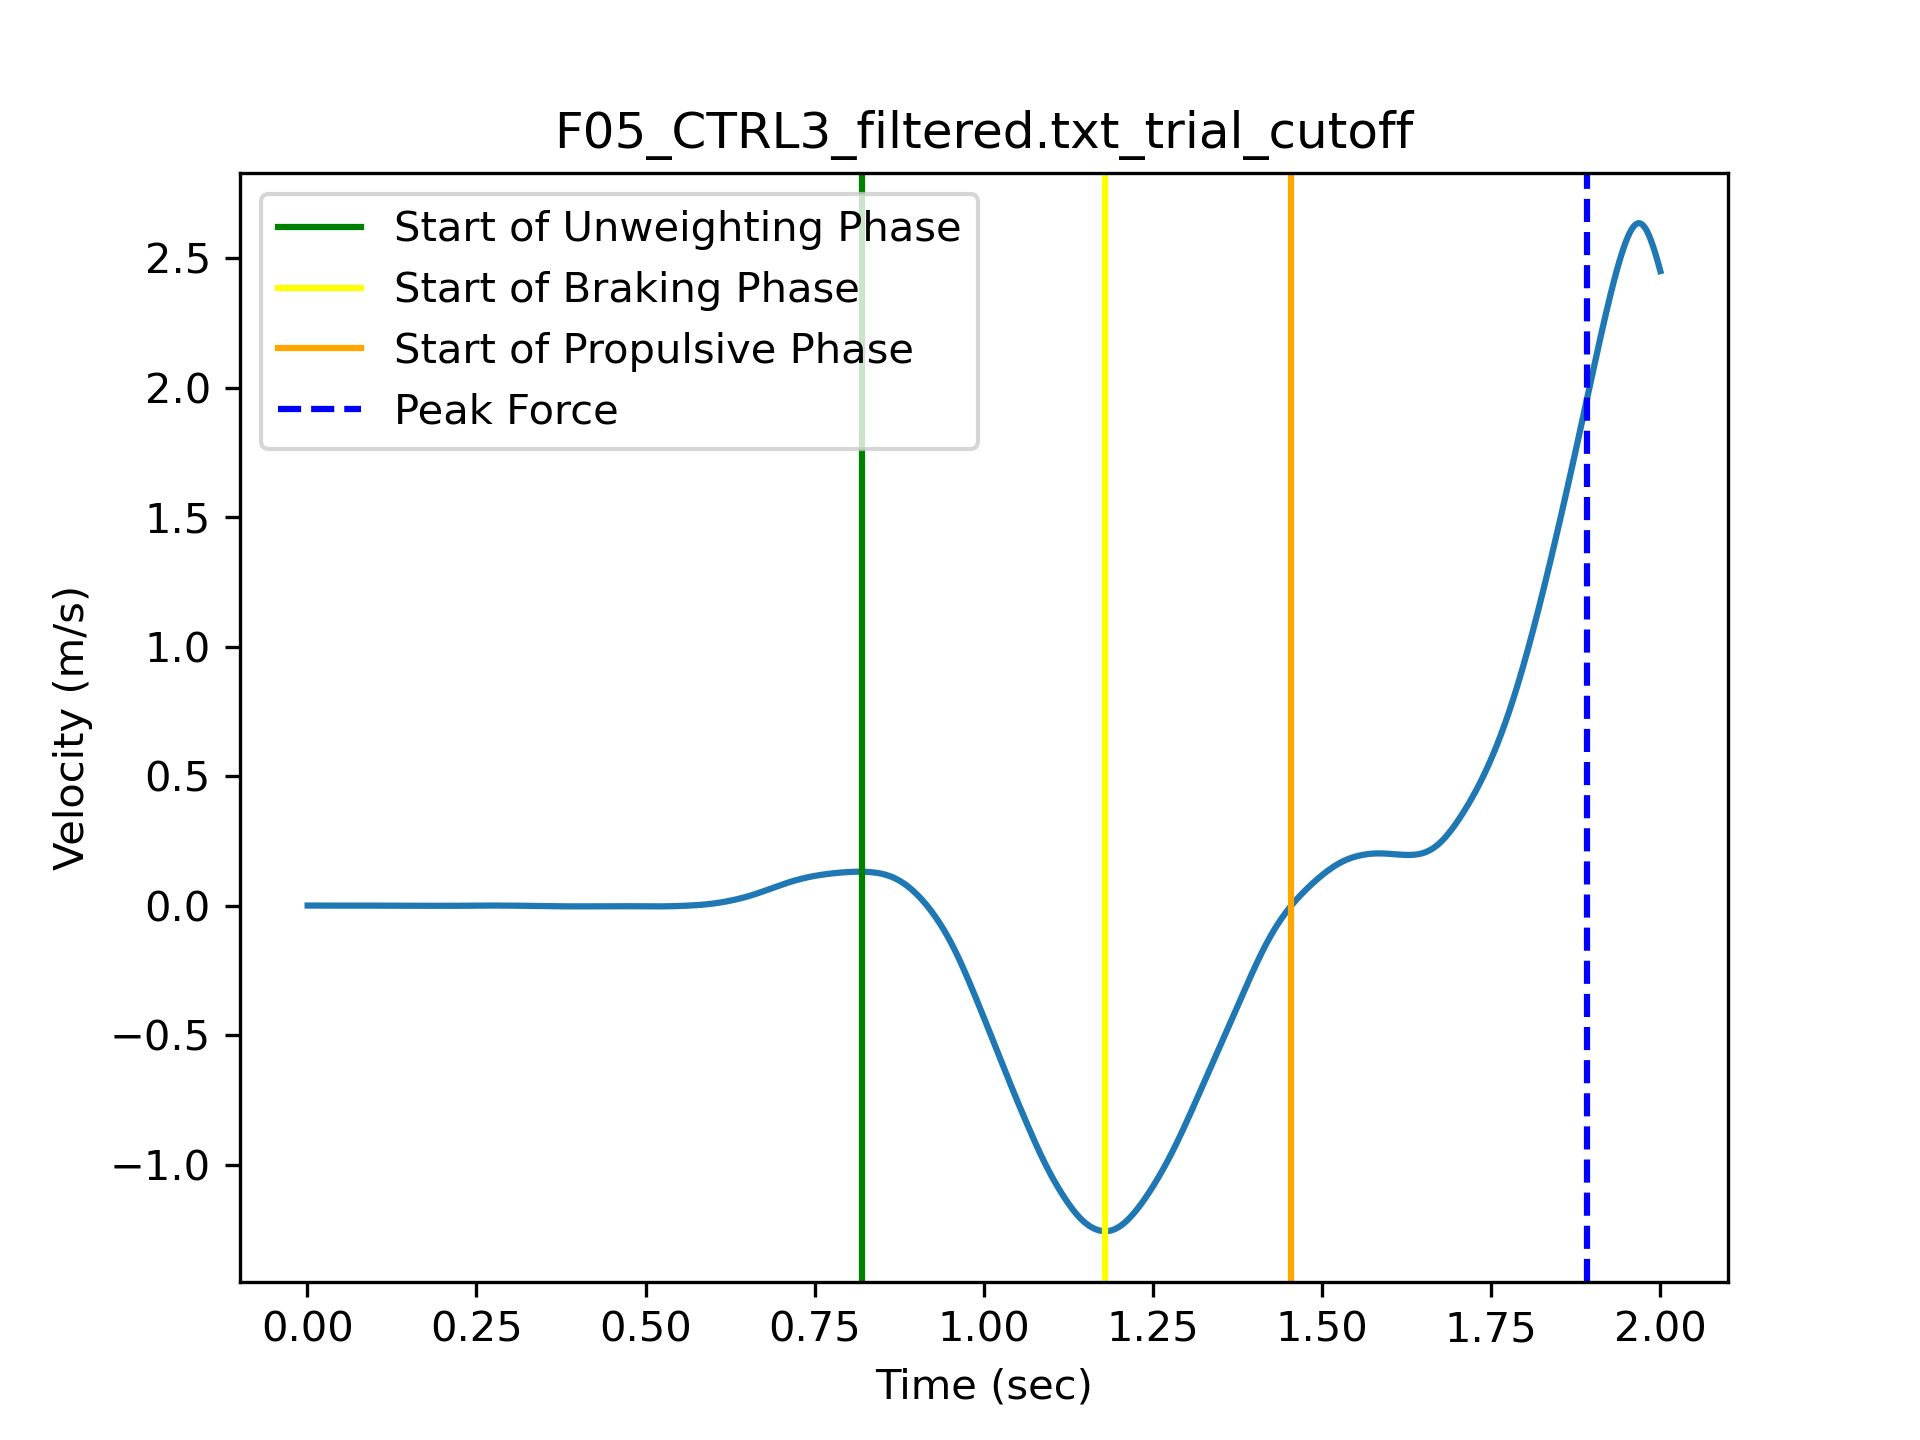 F05_CTRL3_filtered.txt_trial_cutoff
Start of Unweighting Phase
Start of Braking Phase
Start of Propulsive Phase
Peak Force
2.5
2.0
1.5
1.0
0.5
0.0
−0.5
−1.0
Velocity (m/s)
0.00 0.25 0.50 0.75 1.00 1.25 1.50 1.75 2.00
Time (sec)